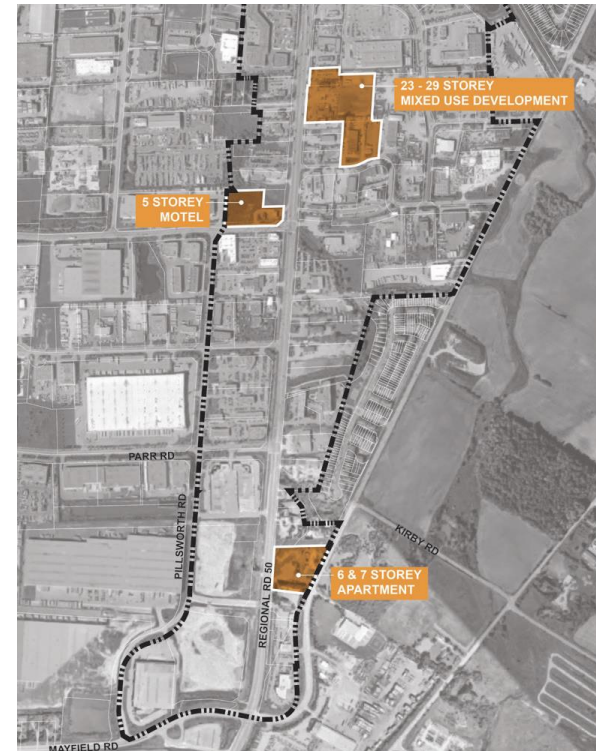 23 - 29 STOREY
MIXED USE DEVELOPMENT
5 STOREY
MOTEL
PARR RD
PILLSWORTH RD
REGIONAL RD 50
KIRBY RD
6 & 7 STOREY
APARTMENT
MAYFIELD RD